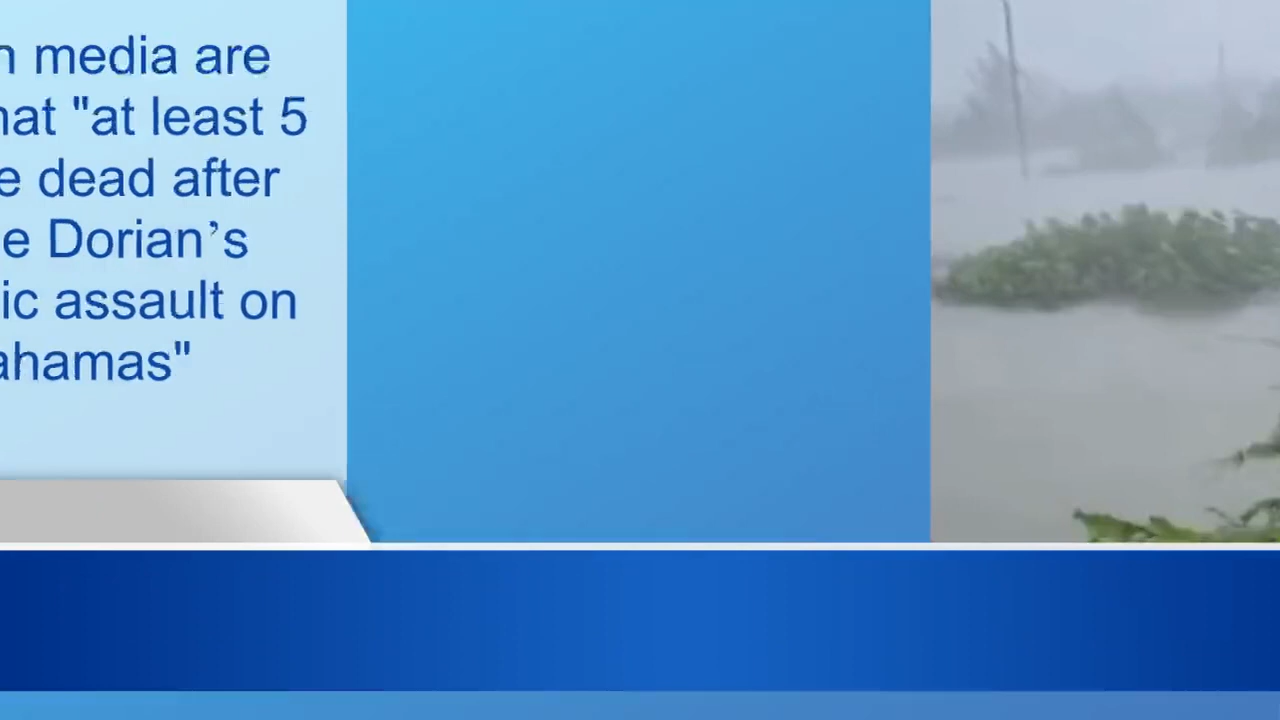 n media are
hat "at least 5
e dead after
e Dorian’s
ic assault on
ahamas"